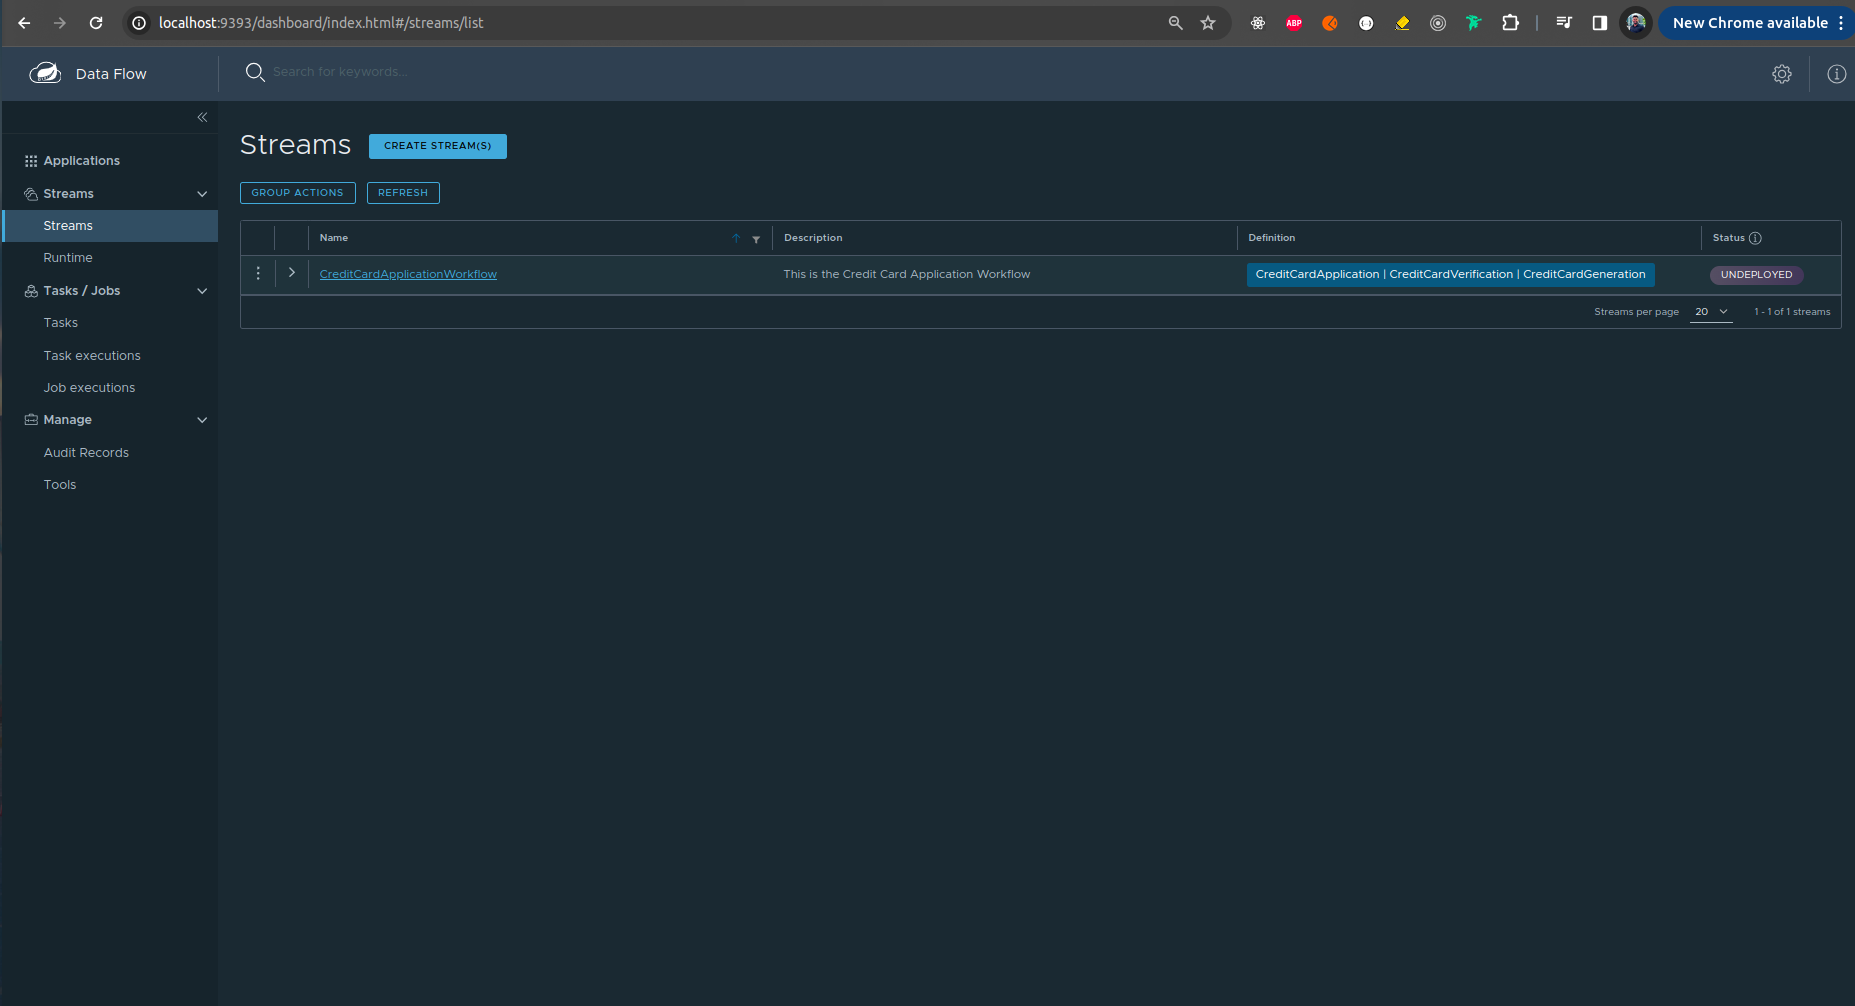 localhost:9393/dashboard/index.html#/streams/list
ABP
New Chrome available
Data Flow
Search for keywords...
Applications
Streams
Streams
Runtime
Tasks / Jobs
Tasks
Task executions
Job executions
Manage
Audit Records
Tools
Streams
CREATE STREAM(S)
GROUP ACTIONS
REFRESH
Name
Description
Definition
Status
CreditCardApplicationWorkflow
This is the Credit Card Application Workflow
CreditCardApplication | CreditCardVerification | CreditCardGeneration
UNDEPLOYED
Streams per page
20
1 - 1 of 1 streams